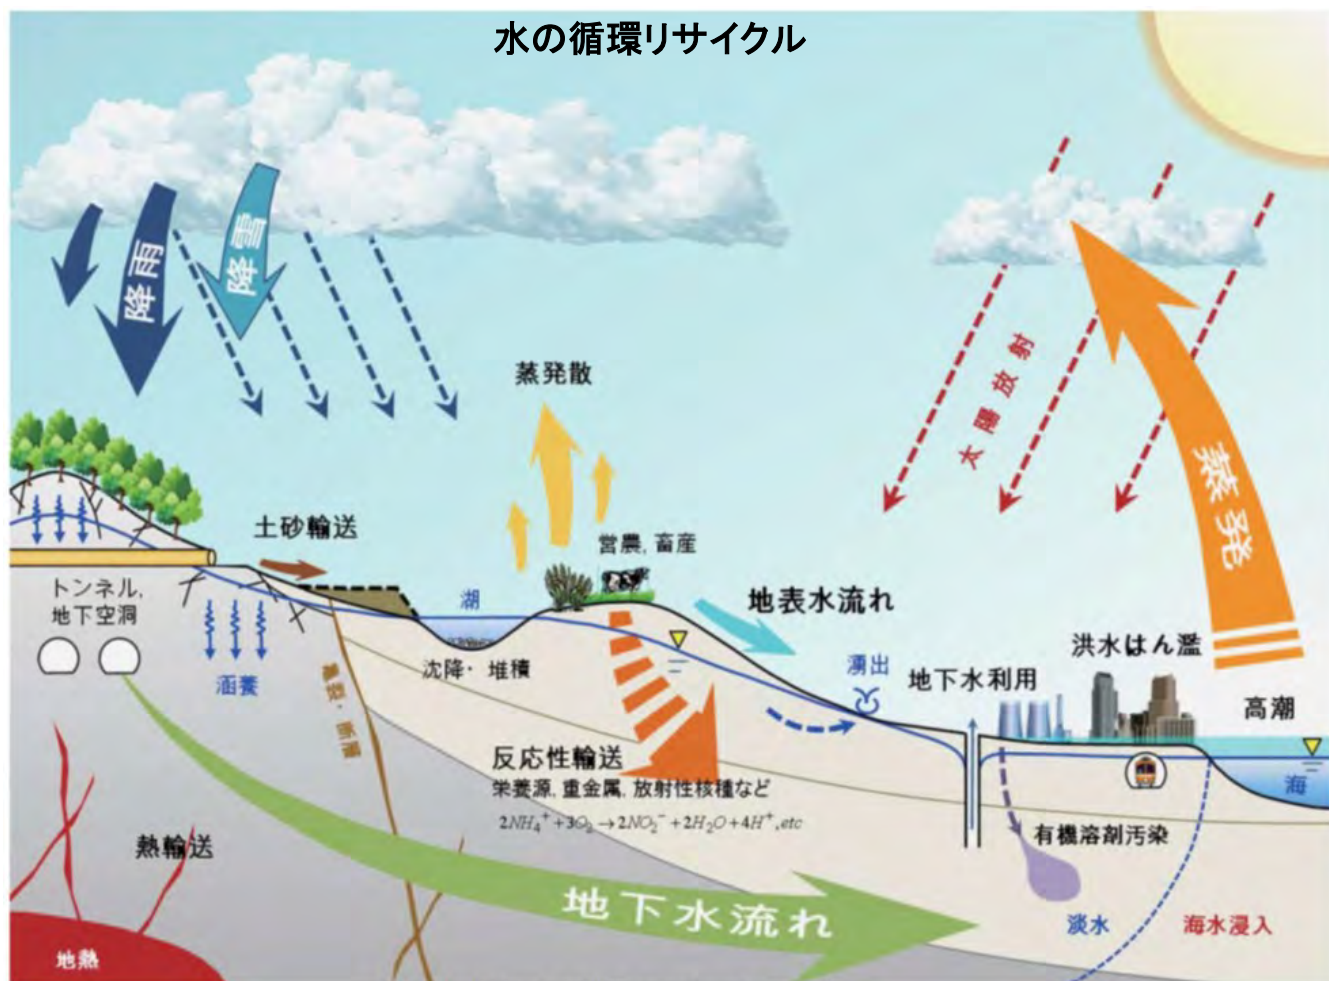 水の循環リサイクル
降雨
降雪
太陽放射
蒸発
蒸発散
土砂輸送
営農, 畜産
トンネル,
地下空洞
湖
地表水流れ
沈降・堆積
涵養
湧出
地下水利用
洪水はん濫
高潮
海
反応性輸送
栄養源, 重金属, 放射性核種など
2NH₄⁺+3O₂→2NO₂⁻+2H₂O+4H⁺,etc
有機溶剤汚染
熱輸送
地下水流れ
淡水
海水浸入
地熱